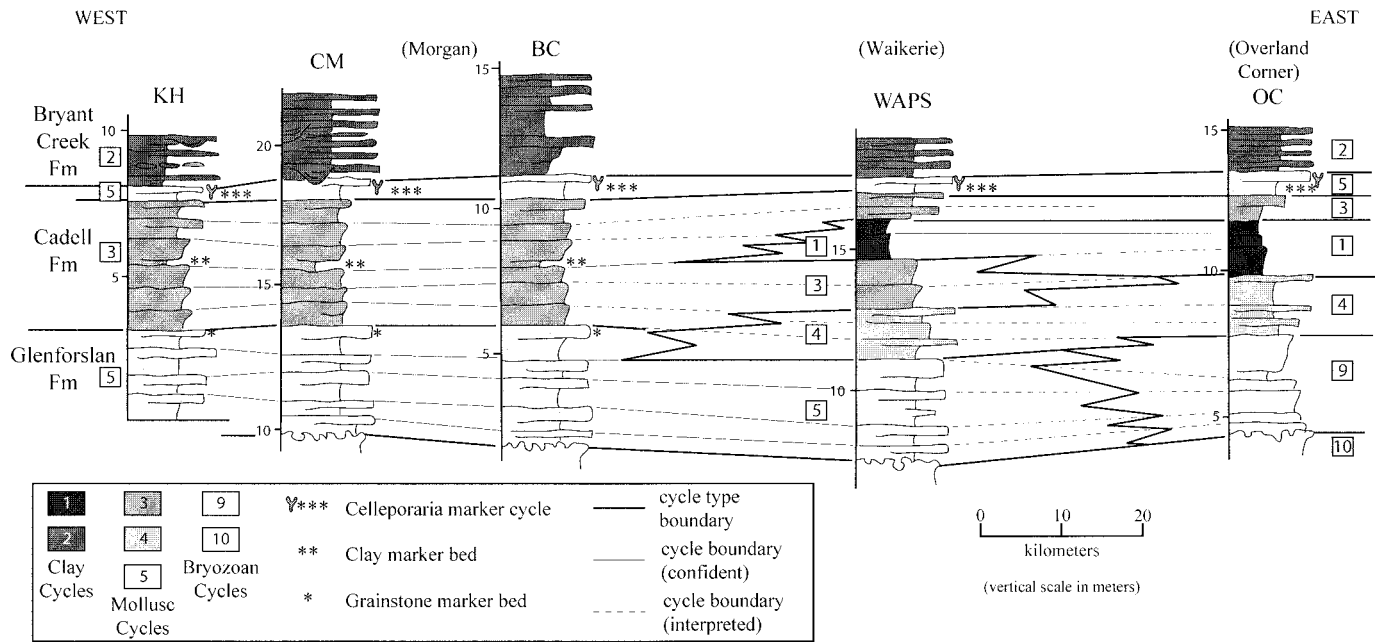 WEST
EAST
(Morgan)
(Waikerie)
(Overland
Corner)
KH
CM
BC
WAPS
OC
Bryant
Creek
Fm
2
5
Cadell
Fm
3
Glenforslan
Fm
5
10
5
***
**
*
20
15
10
***
**
*
15
10
5
***
**
*
1
3
4
5
15
10
***
15
10
5
***
2
5
3
1
4
9
10
1
2
Clay
Cycles
3
4
5
Mollusc
Cycles
9
10
Bryozoan
Cycles
*** Celleporaria marker cycle
** Clay marker bed
* Grainstone marker bed
cycle type
boundary
cycle boundary
(confident)
cycle boundary
(interpreted)
0 10 20
kilometers
(vertical scale in meters)